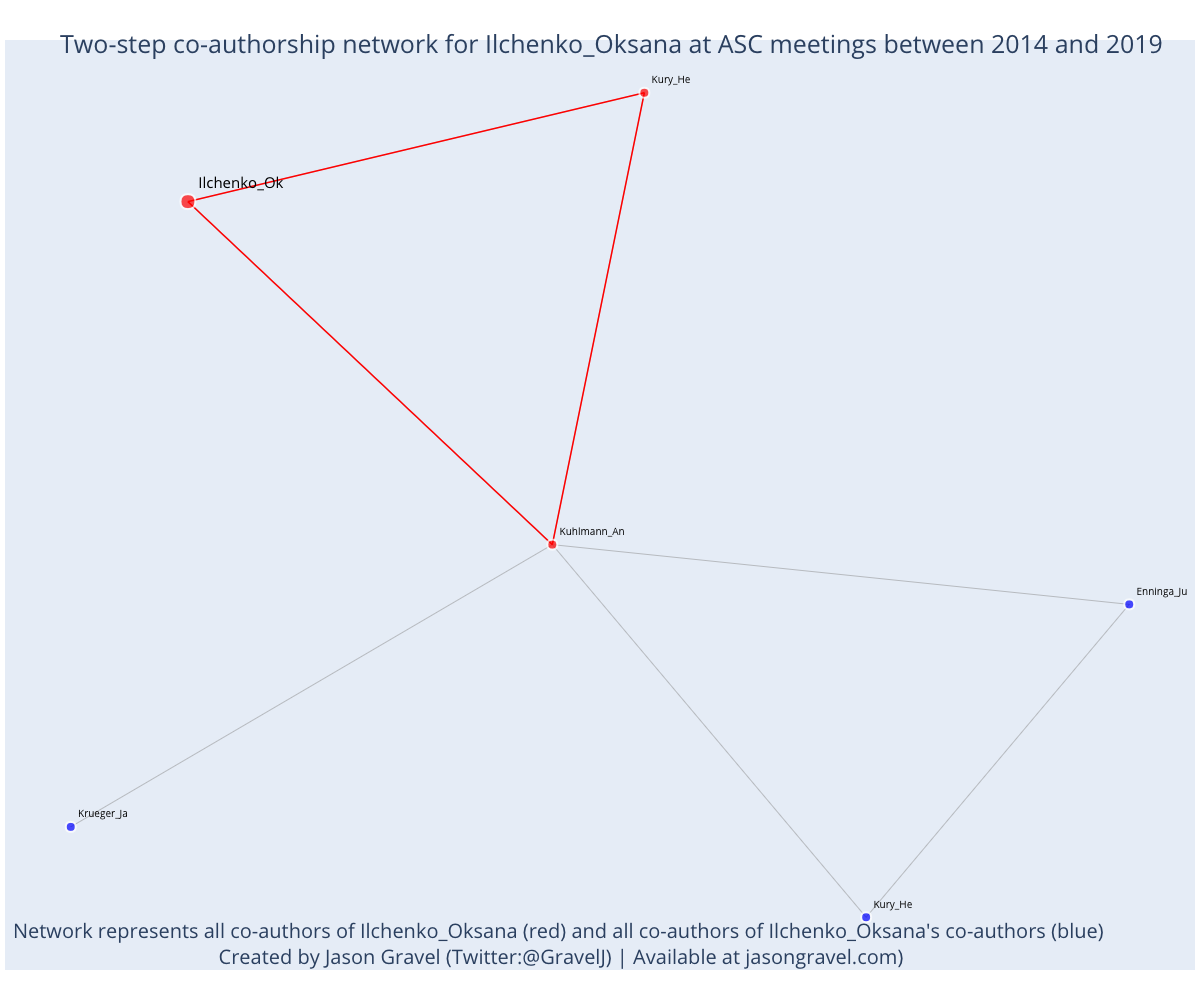 Two-step co-authorship network for Ilchenko_Oksana at ASC meetings between 2014 and 2019
Kury_He
Ilchenko_Ok
Kuhlmann_An
Enninga_Ju
Krueger_Ja
Kury_He
Network represents all co-authors of Ilchenko_Oksana (red) and all co-authors of Ilchenko_Oksana's co-authors (blue)
Created by Jason Gravel (Twitter:@GravelJ) | Available at jasongravel.com)